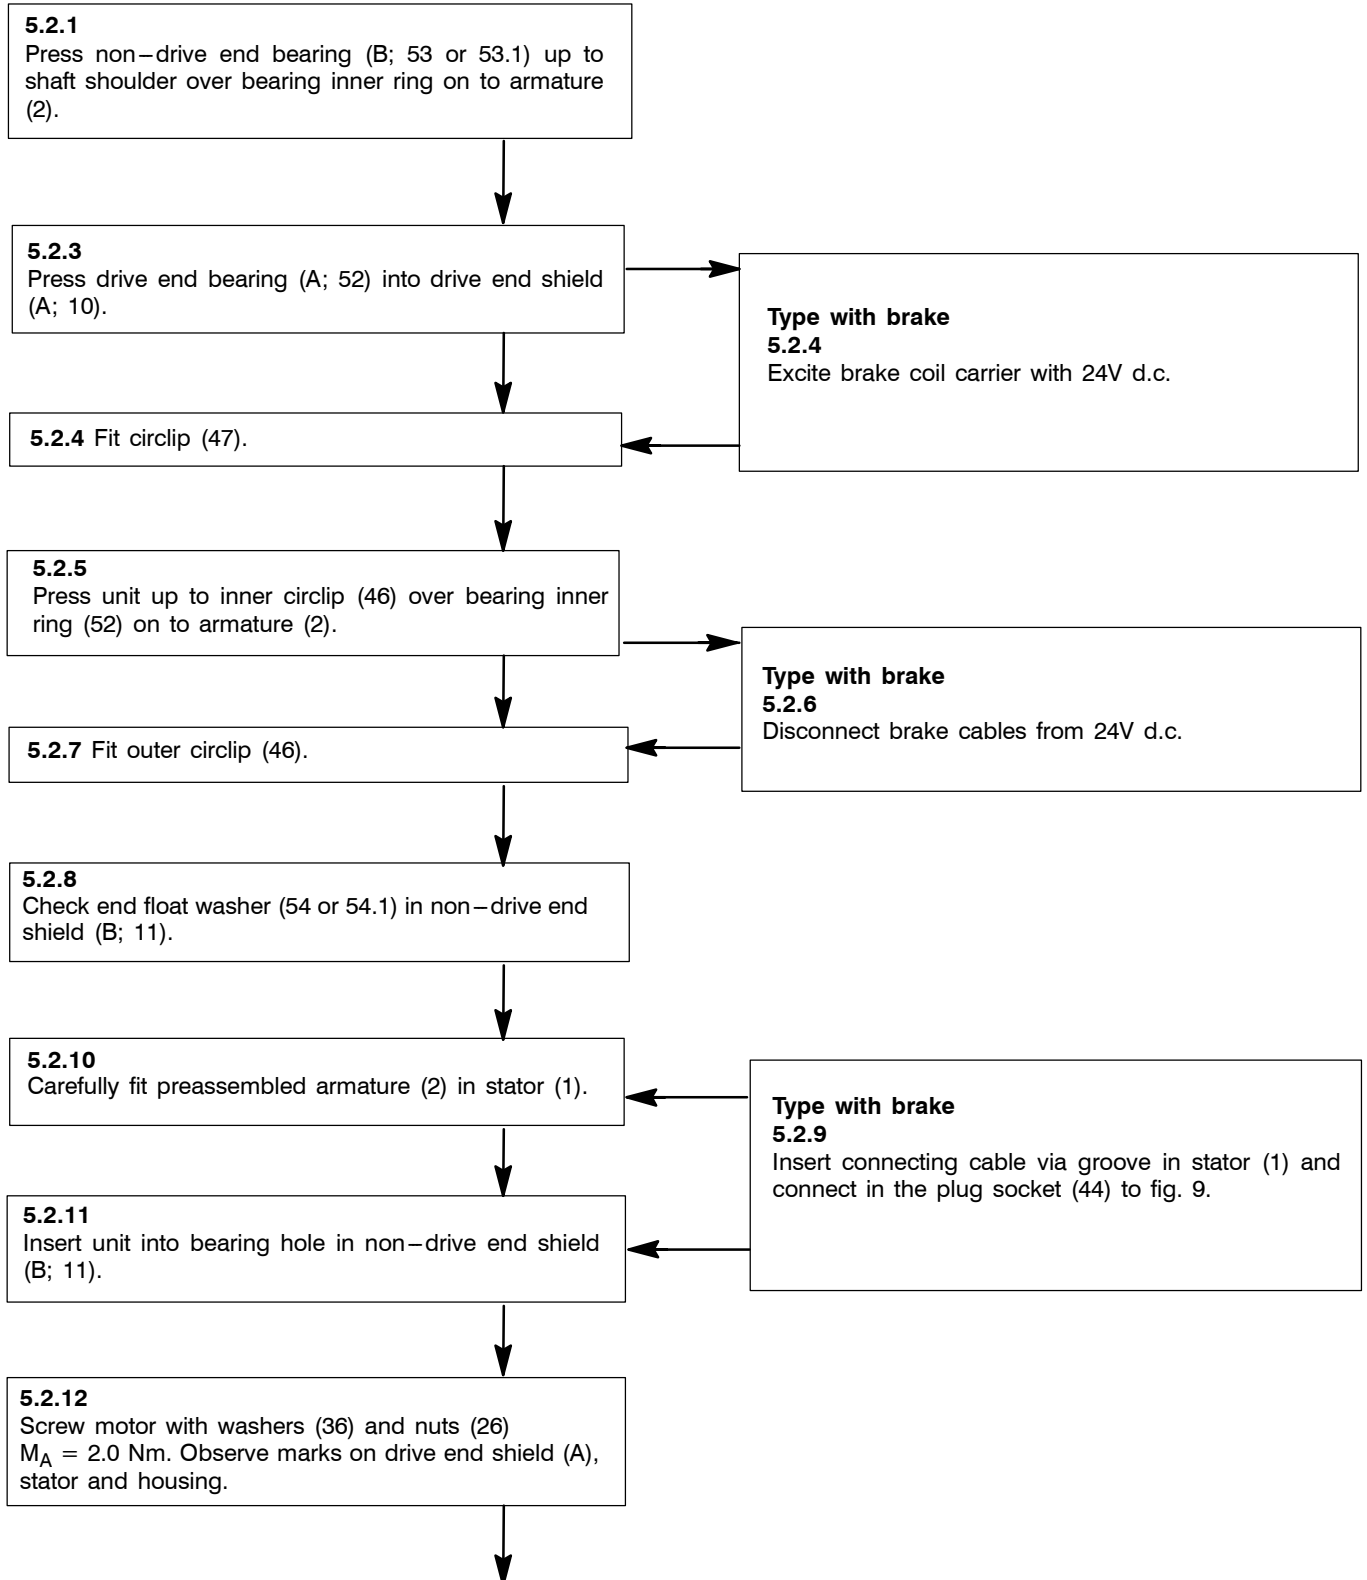 5.2.1
Press non–drive end bearing (B; 53 or 53.1) up to
shaft shoulder over bearing inner ring on to armature
(2).
5.2.3
Press drive end bearing (A; 52) into drive end shield
(A; 10).
Type with brake
5.2.4
Excite brake coil carrier with 24V d.c.
5.2.4 Fit circlip (47).
5.2.5
Press unit up to inner circlip (46) over bearing inner
ring (52) on to armature (2).
Type with brake
5.2.6
Disconnect brake cables from 24V d.c.
5.2.7 Fit outer circlip (46).
5.2.8
Check end float washer (54 or 54.1) in non–drive end
shield (B; 11).
5.2.10
Carefully fit preassembled armature (2) in stator (1).
Type with brake
5.2.9
Insert connecting cable via groove in stator (1) and
connect in the plug socket (44) to fig. 9.
5.2.11
Insert unit into bearing hole in non–drive end shield
(B; 11).
5.2.12
Screw motor with washers (36) and nuts (26)
MA = 2.0 Nm. Observe marks on drive end shield (A),
stator and housing.